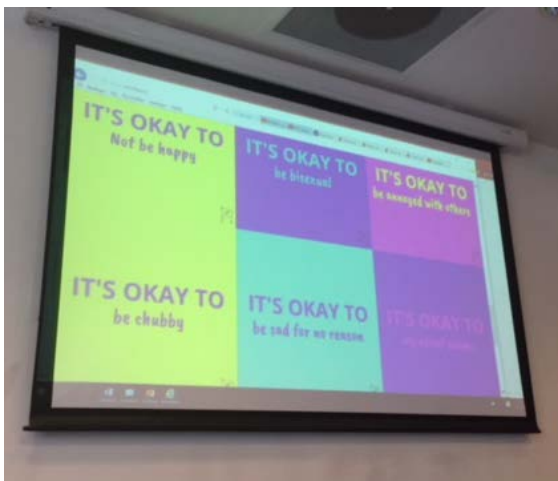 IT'S OKAY TO
Not be happy
IT'S OKAY TO
be bisexual
IT'S OKAY TO
be annoyed with others
IT'S OKAY TO
be chubby
IT'S OKAY TO
be sad for no reason
IT'S OKAY TO